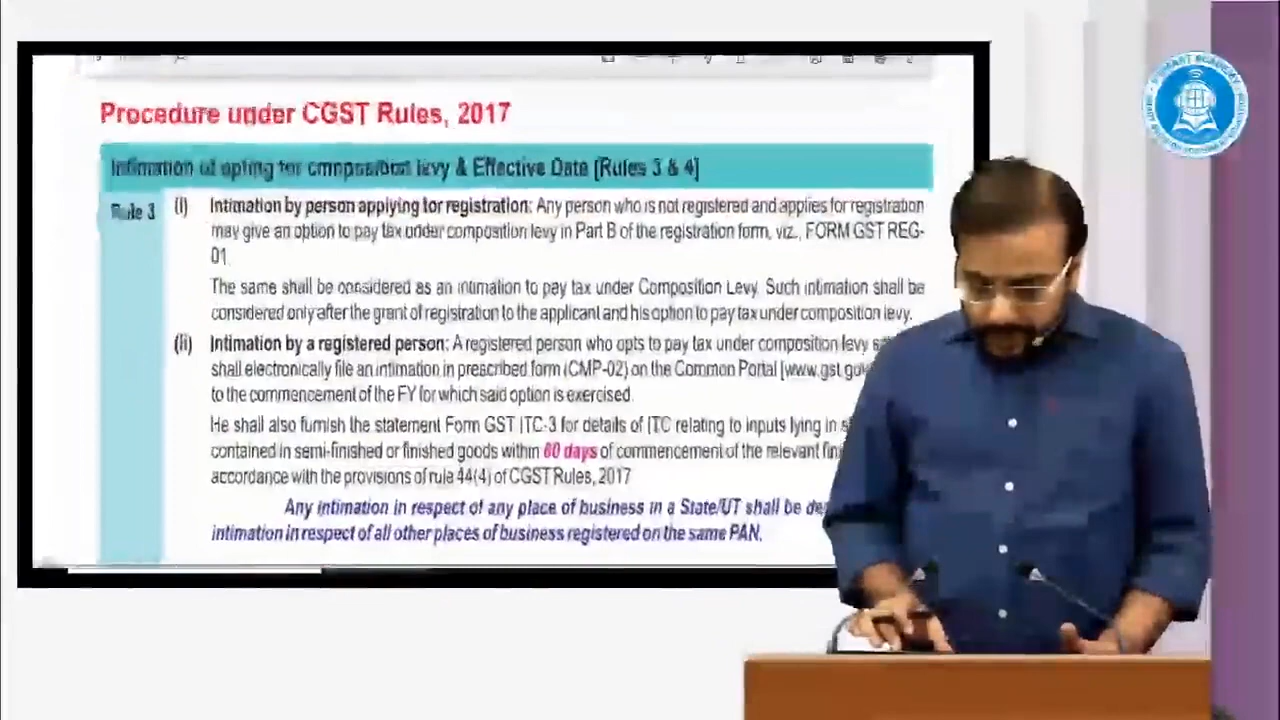 Procedure under CGST Rules, 2017
Intimation of opting for composition levy & Effective Date [Rules 3 & 4]
Rule 3 (i) Intimation by person applying for registration: Any person who is not registered and applies for registration
may give an option to pay tax under composition levy in Part B of the registration form, viz., FORM GST REG-
01
The same shall be considered as an intimation to pay tax under Composition Levy. Such intimation shall be
considered only after the grant of registration to the applicant and his option to pay tax under composition levy.
(ii) Intimation by a registered person: A registered person who opts to pay tax under composition levy
shall electronically file an intimation in prescribed form (CMP-02) on the Common Portal [www.gst.gov
to the commencement of the FY for which said option is exercised.
He shall also furnish the statement Form GST ITC-3 for details of ITC relating to inputs lying in
contained in semi-finished or finished goods within 60 days of commencement of the relevant
accordance with the provisions of rule 44(4) of CGST Rules, 2017
Any intimation in respect of any place of business in a State/UT shall be
intimation in respect of all other places of business registered on the same PAN.